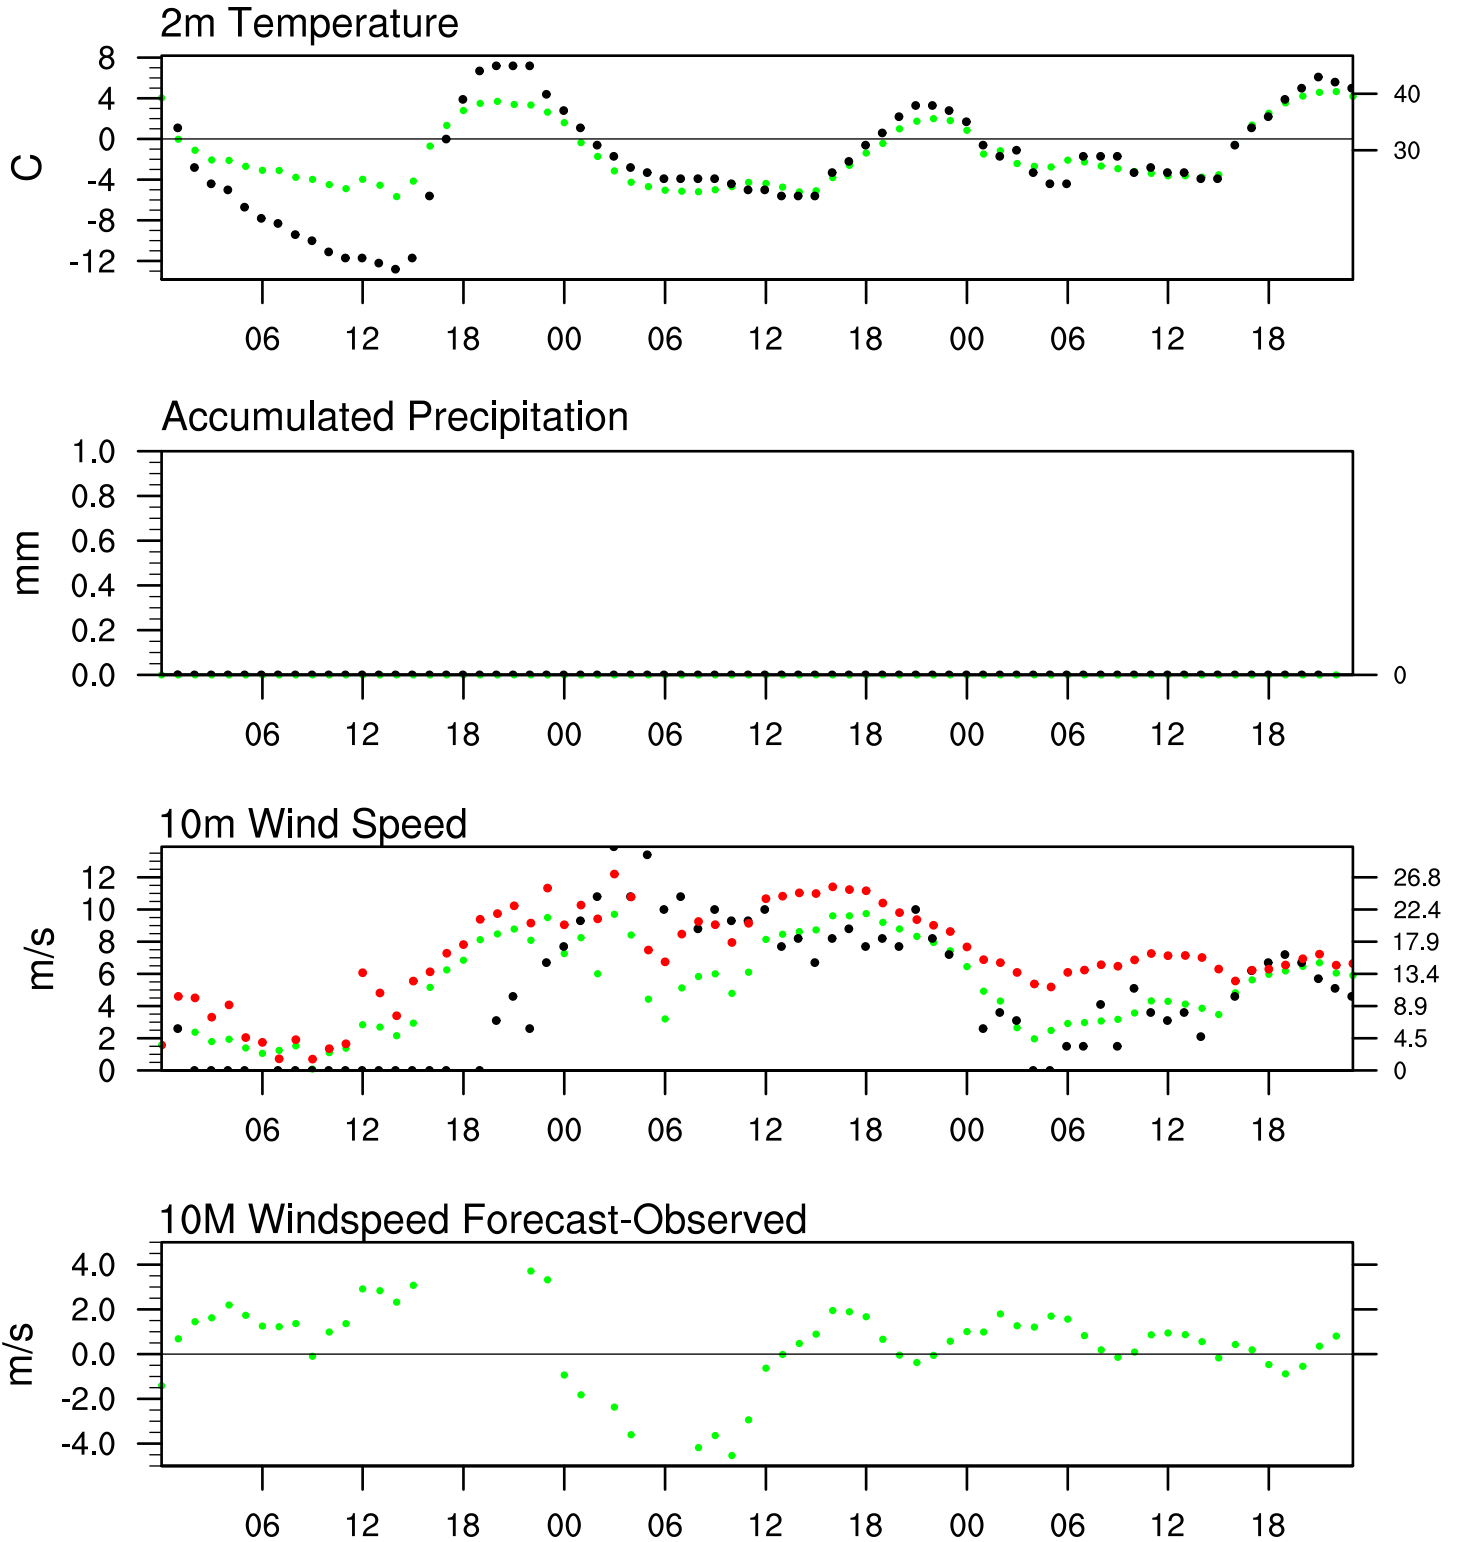 2m Temperature
8
4
0
-4
-8
-12
C
40
30
06 12 18 00 06 12 18 00 06 12 18
Accumulated Precipitation
1.0
0.8
0.6
0.4
0.2
0.0
mm
0
06 12 18 00 06 12 18 00 06 12 18
10m Wind Speed
12
10
8
6
4
2
0
m/s
26.8
22.4
17.9
13.4
8.9
4.5
0
06 12 18 00 06 12 18 00 06 12 18
10M Windspeed Forecast-Observed
4.0
2.0
0.0
-2.0
-4.0
m/s
06 12 18 00 06 12 18 00 06 12 18